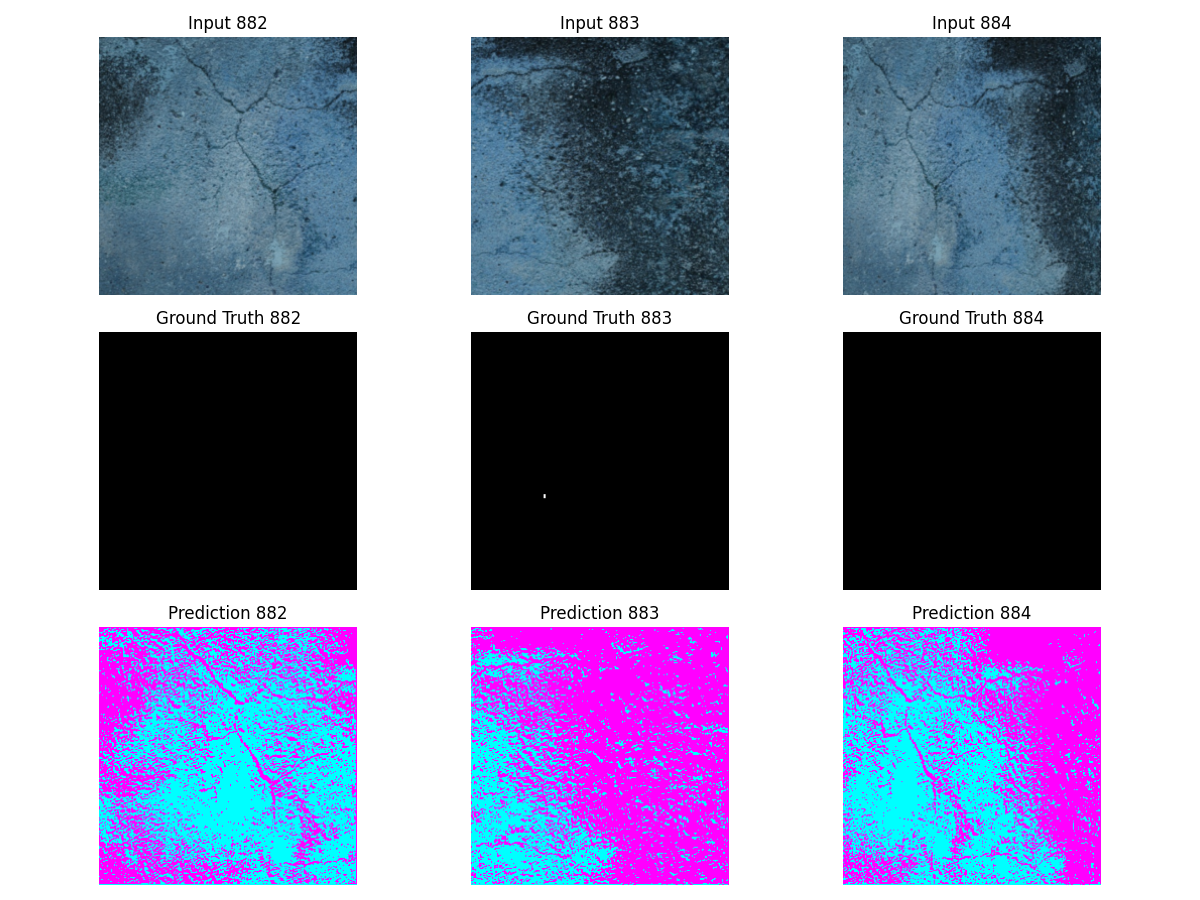 Input 882
Input 883
Input 884
Ground Truth 882
Ground Truth 883
Ground Truth 884
Prediction 882
Prediction 883
Prediction 884